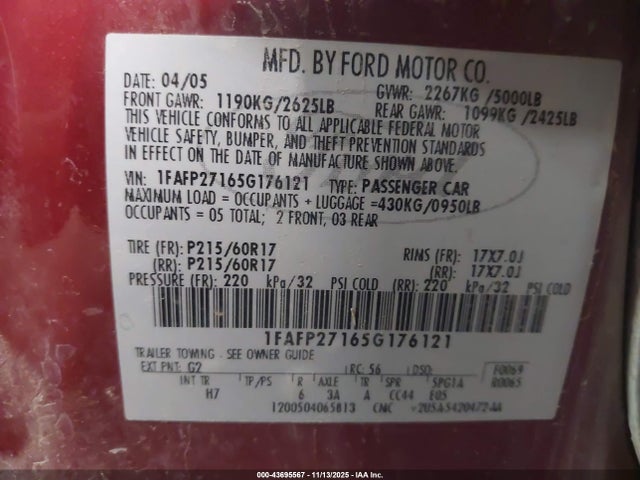 MFD. BY FORD MOTOR CO.
DATE: 04/05 GVWR: 2267KG /5000LB
FRONT GAWR: 1190KG/2625LB REAR GAWR: 1099KG /2425LB
THIS VEHICLE CONFORMS TO ALL APPLICABLE FEDERAL MOTOR
VEHICLE SAFETY, BUMPER, AND THEFT PREVENTION STANDARDS
IN EFFECT ON THE DATE OF MANUFACTURE SHOWN ABOVE.
VIN: 1FAFP27165G176121 TYPE: PASSENGER CAR
MAXIMUM LOAD = OCCUPANTS + LUGGAGE =430KG/0950LB
OCCUPANTS = 05 TOTAL; 2 FRONT, 03 REAR
TIRE (FR): P215/60R17 RIMS (FR): 17X7.0J
(RR): P215/60R17 (RR): 17X7.0J
PRESSURE (FR): 220 kPa/32 PSI COLD (RR): 220 kPa/32 PSI COLD
1FAFP27165G176121
TRAILER TOWING - SEE OWNER GUIDE
EXT PNT: G2 RC: 56 DSO: F0069
INT TR TP/PS R AXLE TR SPR SPG1A R0065
H7 6 3A A CC44 E05
1200504065813 CMC
000-43695567 - 11/13/2025 - IAA Inc.